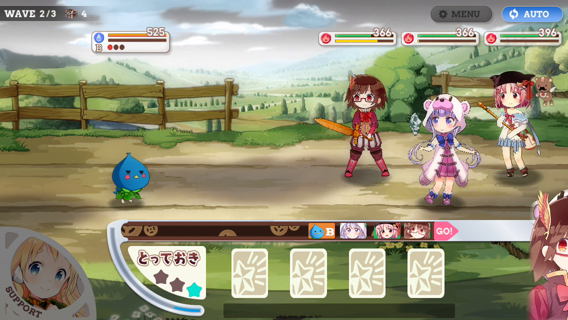 WAVE 2/3 4
MENU
AUTO
525
B
366
366
396
B
GO!
とっておき
SUPPORT